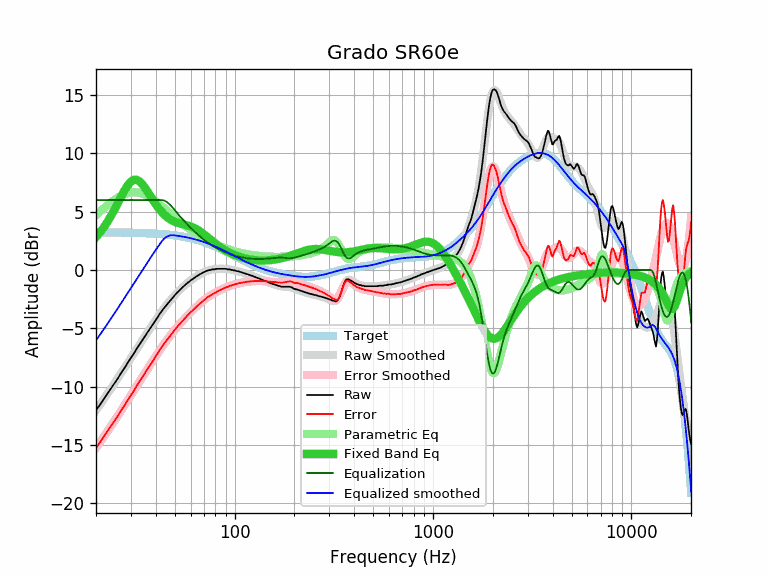 Grado SR60e
15
10
5
0
−5
−10
−15
−20
Amplitude (dBr)
Target
Raw Smoothed
Error Smoothed
Raw
Error
Parametric Eq
Fixed Band Eq
Equalization
Equalized smoothed
100
1000
10000
Frequency (Hz)